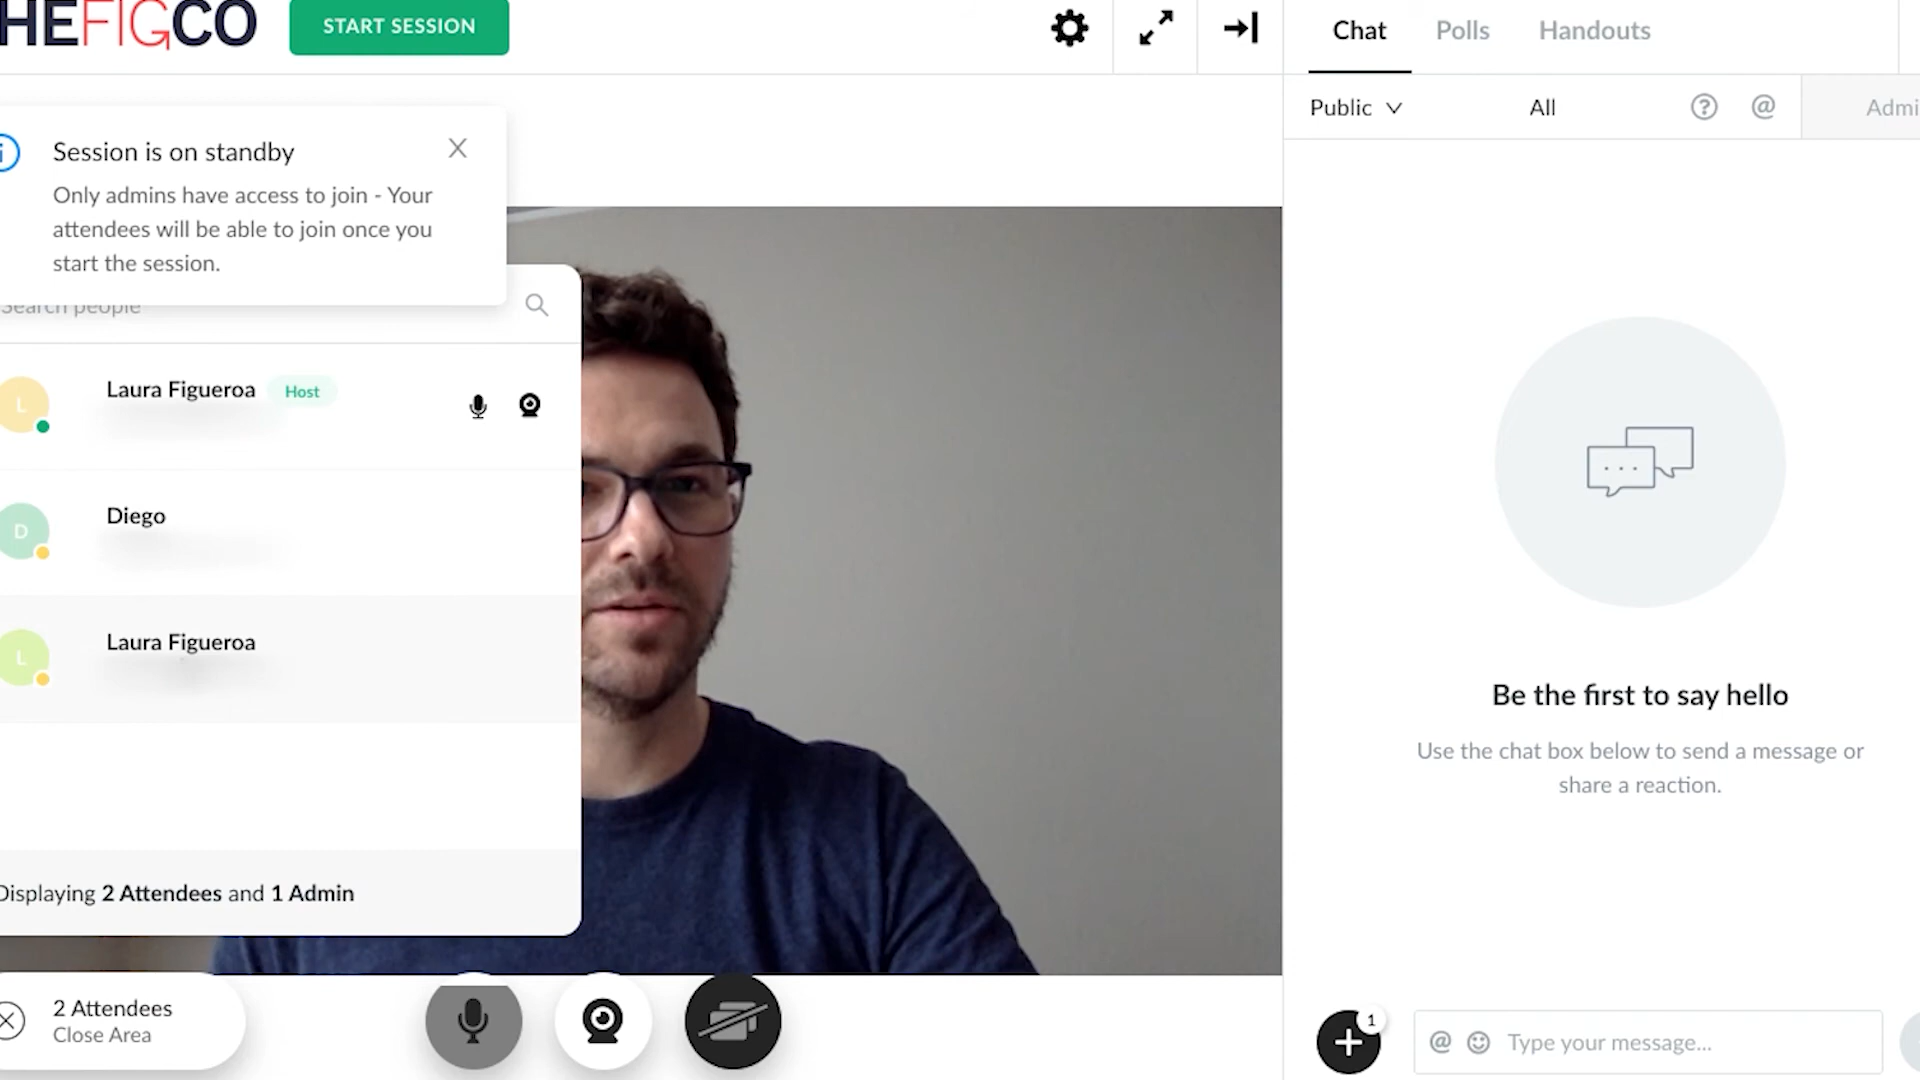 HEFIGCO
START SESSION
Chat Polls Handouts
Public All @ Admi
Session is on standby
Only admins have access to join - Your
attendees will be able to join once you
start the session.
Search people
L
Laura Figueroa Host
D
Diego
L
Laura Figueroa
Displaying 2 Attendees and 1 Admin
2 Attendees
Close Area
Be the first to say hello
Use the chat box below to send a message or
share a reaction.
1
@ Type your message...